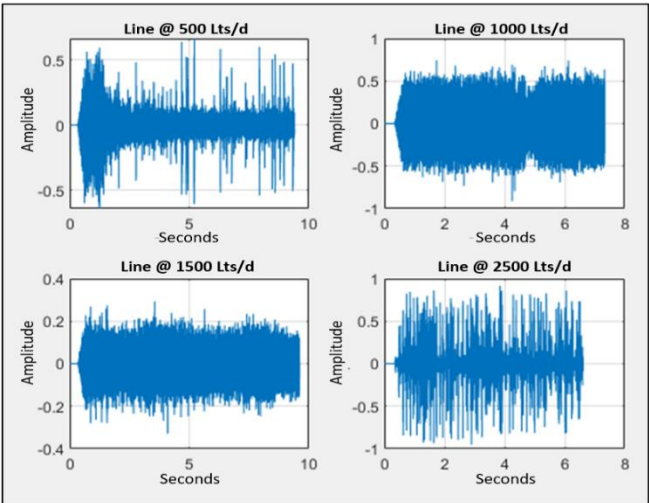 Line @ 500 Lts/d
Amplitude
0.5
0
-0.5
0
5
10
Seconds
Line @ 1000 Lts/d
Amplitude
1
0.5
0
-0.5
-1
0
2
4
6
8
Seconds
Line @ 1500 Lts/d
Amplitude
0.4
0.2
0
-0.2
-0.4
0
5
10
Seconds
Line @ 2500 Lts/d
Amplitude
1
0.5
0
-0.5
-1
0
2
4
6
8
Seconds